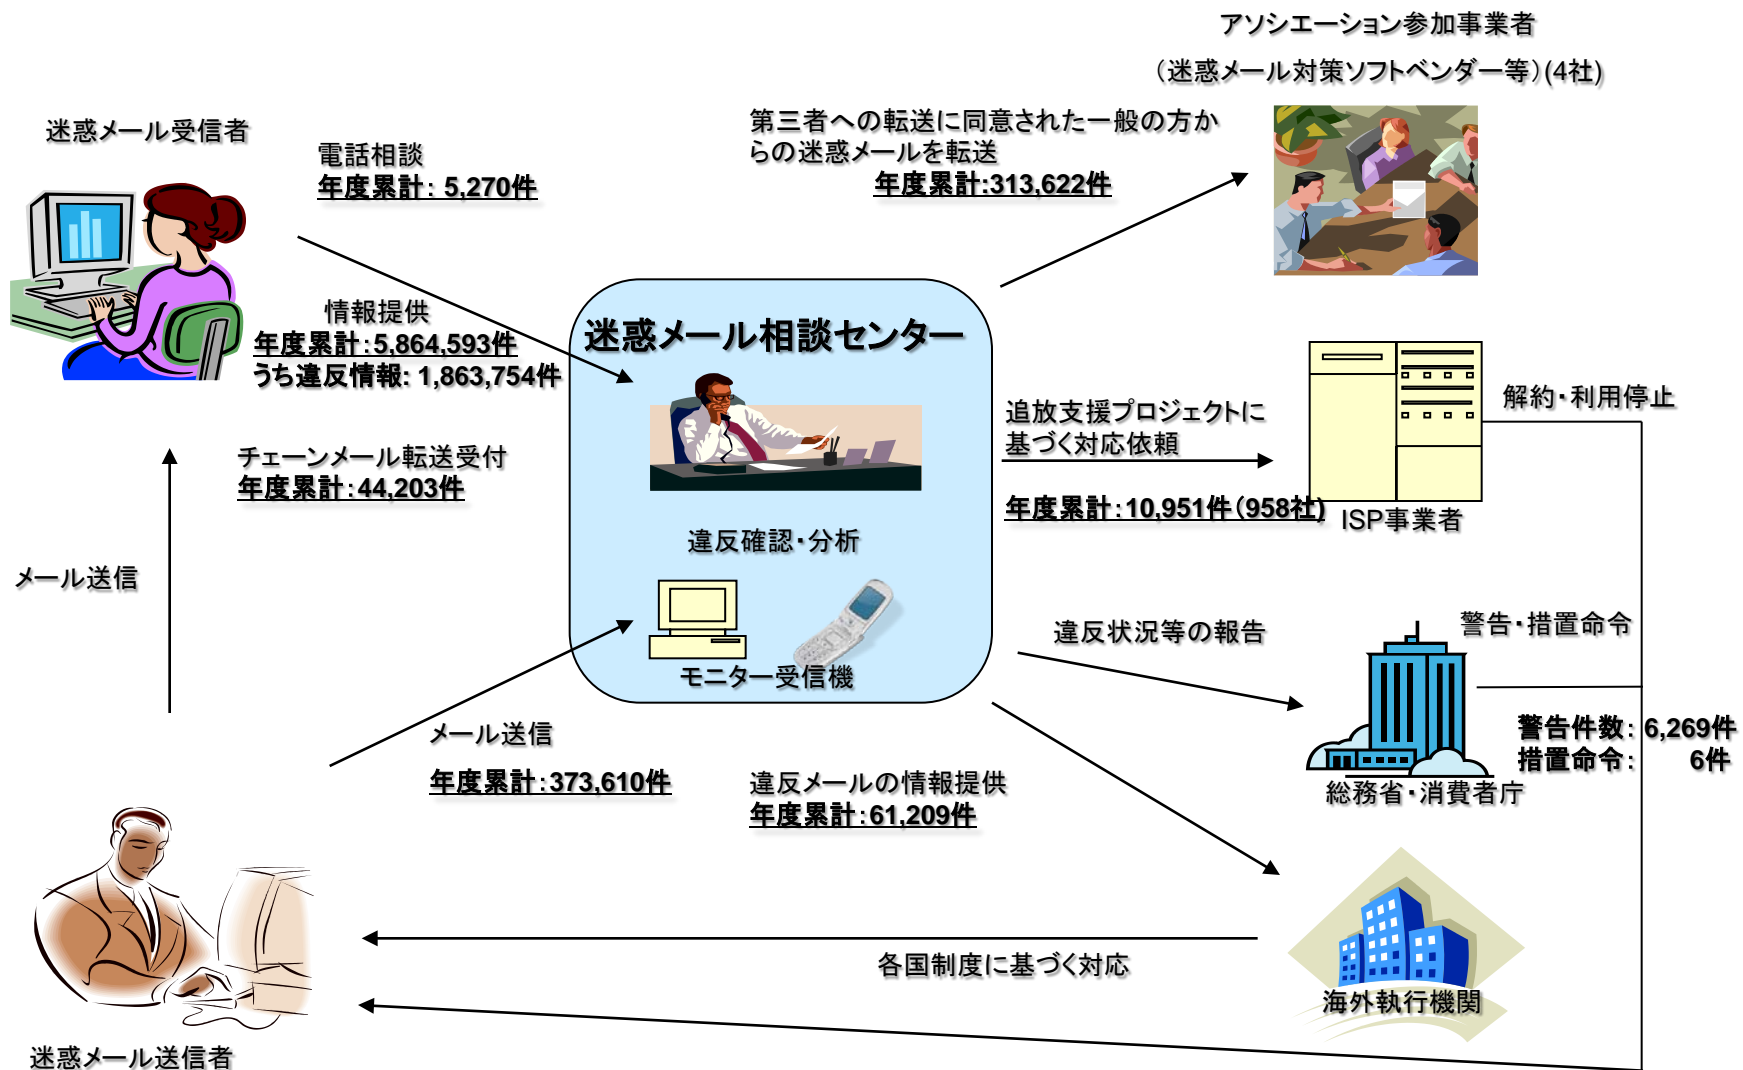 アソシエーション参加事業者
（迷惑メール対策ソフトベンダー等）(4社)
迷惑メール受信者
電話相談
年度累計： 5,270件
第三者への転送に同意された一般の方か
らの迷惑メールを転送
年度累計:313,622件
情報提供
年度累計：5,864,593件
うち違反情報: 1,863,754件
迷惑メール相談センター
チェーンメール転送受付
年度累計：44,203件
違反確認・分析
モニター受信機
追放支援プロジェクトに
基づく対応依頼
年度累計：10,951件（958社)
ISP事業者
解約・利用停止
メール送信
違反状況等の報告
警告・措置命令
警告件数： 6,269件
措置命令： 6件
総務省・消費者庁
メール送信
年度累計：373,610件
違反メールの情報提供
年度累計：61,209件
各国制度に基づく対応
海外執行機関
迷惑メール送信者